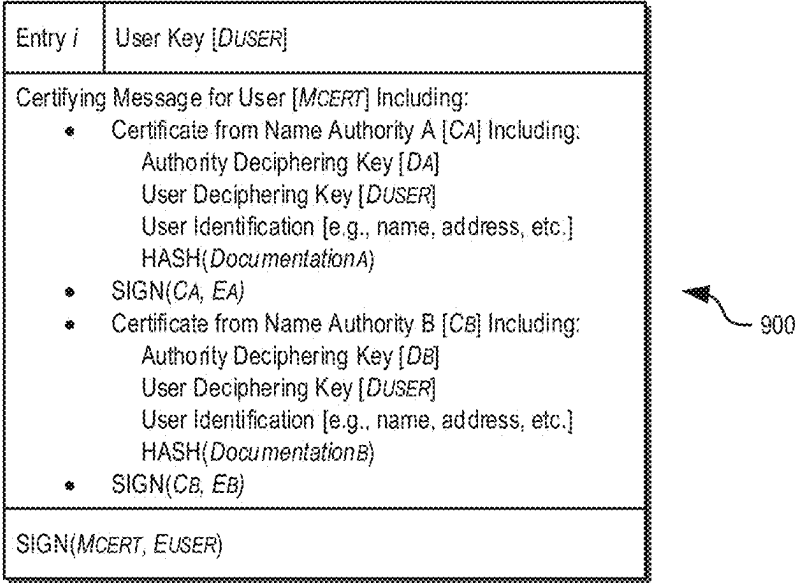 Entry i User Key [DUSER]
Certifying Message for User [MCERT] Including:
• Certificate from Name Authority A [CA] Including:
Authority Deciphering Key [DA]
User Deciphering Key [DUSER]
User Identification [e.g., name, address, etc.]
HASH(DocumentationA)
• SIGN(CA, EA)
• Certificate from Name Authority B [CB] Including:
Authority Deciphering Key [DB]
User Deciphering Key [DUSER]
User Identification [e.g., name, address, etc.]
HASH(DocumentationB)
• SIGN(CB, EB)
SIGN(MCERT, EUSER)
900